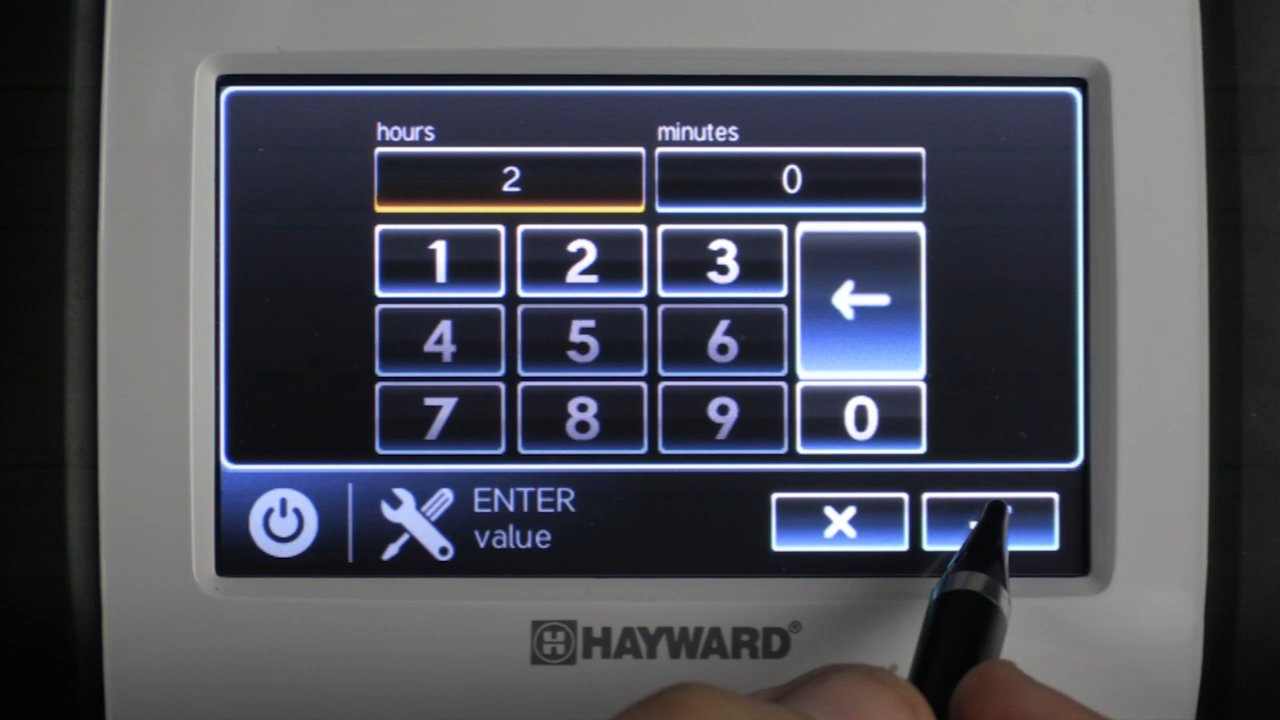 hours minutes
2 0
1 2 3 ←
4 5 6
7 8 9 0
ENTER
value
HAYWARD®